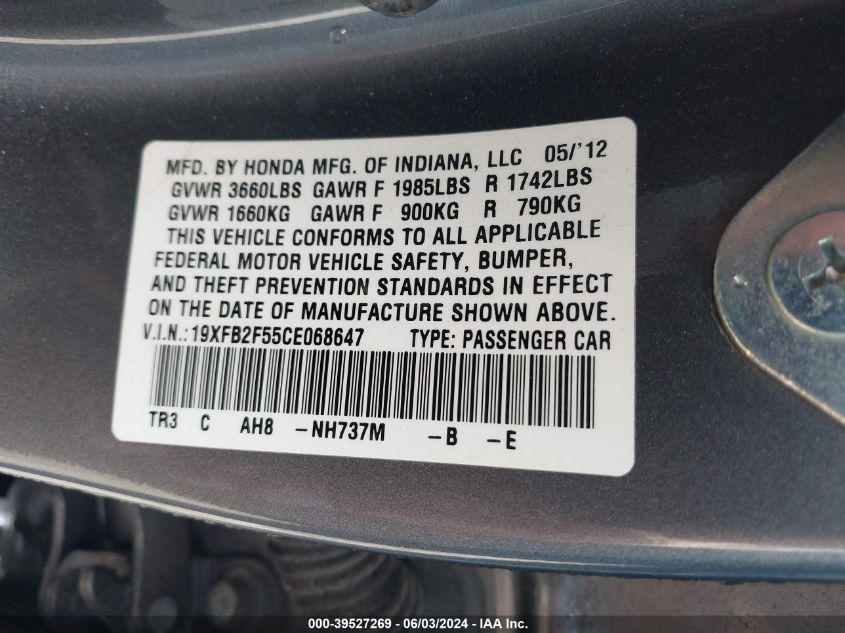 MFD. BY HONDA MFG. OF INDIANA, LLC 05/'12
GVWR 3660LBS GAWR F 1985LBS R 1742LBS
GVWR 1660KG GAWR F 900KG R 790KG
THIS VEHICLE CONFORMS TO ALL APPLICABLE
FEDERAL MOTOR VEHICLE SAFETY, BUMPER,
AND THEFT PREVENTION STANDARDS IN EFFECT
ON THE DATE OF MANUFACTURE SHOWN ABOVE.
V.I.N.:19XFB2F55CE068647 TYPE: PASSENGER CAR
TR3 C AH8 -NH737M -B -E
000-39527269 - 06/03/2024 - IAA Inc.